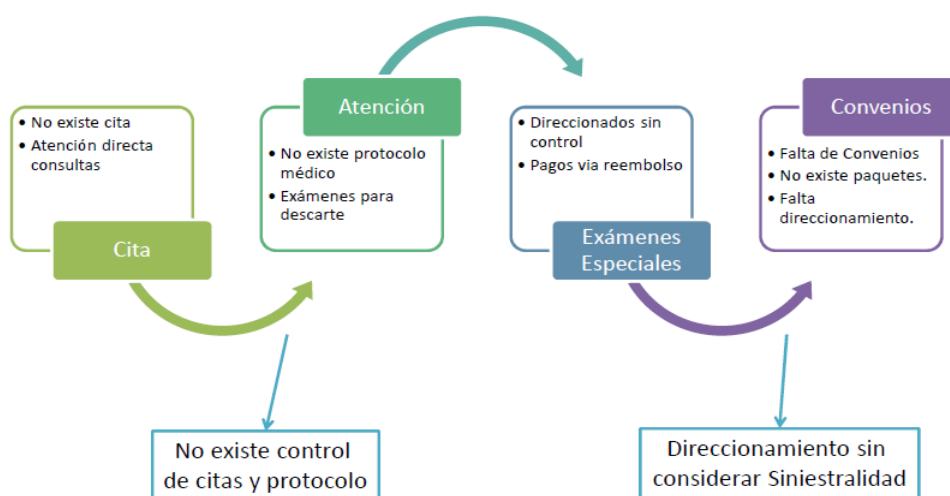 • No existe cita
• Atención directa
consultas
Cita
Atención
• No existe protocolo
médico
• Exámenes para
descarte
• Direccionados sin
control
• Pagos via reembolso
Exámenes
Especiales
Convenios
• Falta de Convenios
• No existe paquetes.
• Falta
direccionamiento.
No existe control
de citas y protocolo
Direccionamiento sin
considerar Siniestralidad